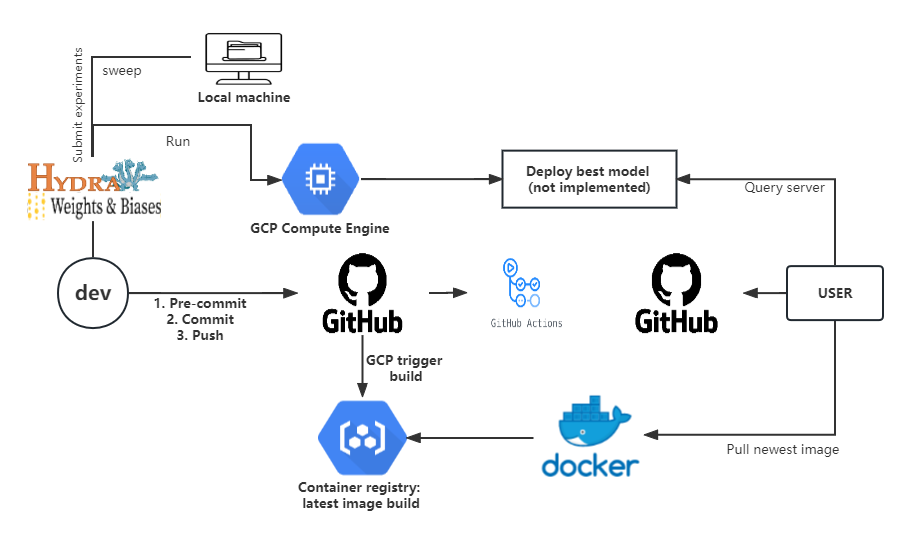 Submit experiments
sweep
Local machine
Run
HYDRA
Weights & Biases
GCP Compute Engine
Deploy best model
(not implemented)
Query server
dev
1. Pre-commit
2. Commit
3. Push
GitHub
GitHub Actions
GitHub
USER
GCP trigger
build
Container registry:
latest image build
docker
Pull newest image